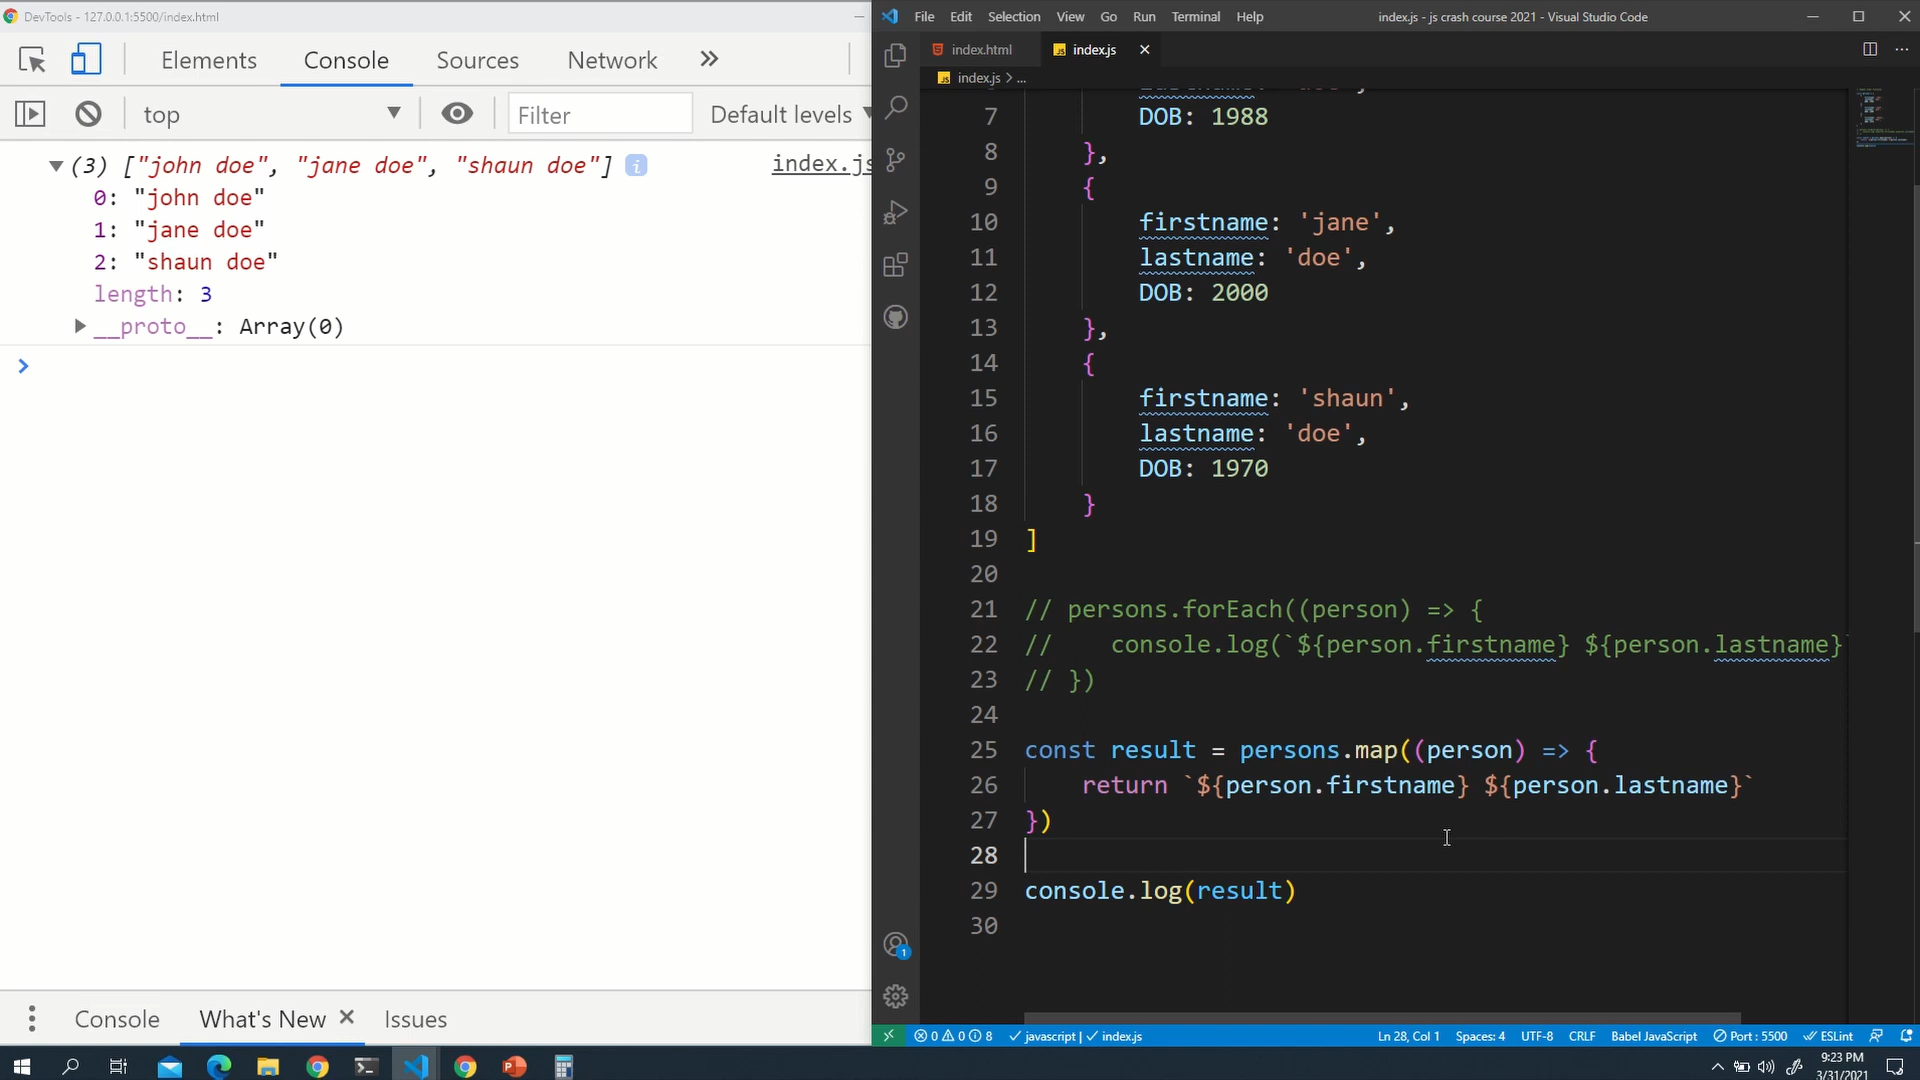 DevTools - 127.0.0.1:5500/index.html
Elements Console Sources Network
top Filter Default levels
(3) ["john doe", "jane doe", "shaun doe"] index.js
0: "john doe"
1: "jane doe"
2: "shaun doe"
length: 3
__proto__: Array(0)
Console What's New Issues
File Edit Selection View Go Run Terminal Help index.js - js crash course 2021 - Visual Studio Code
index.html index.js
index.js > ...
7 DOB: 1988
8 },
9 {
10 firstname: 'jane',
11 lastname: 'doe',
12 DOB: 2000
13 },
14 {
15 firstname: 'shaun',
16 lastname: 'doe',
17 DOB: 1970
18 }
19 ]
20
21 // persons.forEach((person) => {
22 // console.log(`${person.firstname} ${person.lastname}`
23 // })
24
25 const result = persons.map((person) => {
26 return `${person.firstname} ${person.lastname}`
27 })
28
29 console.log(result)
30
1
0 0 8 javascript | index.js Ln 28, Col 1 Spaces: 4 UTF-8 CRLF Babel JavaScript Port : 5500 ESLint
9:23 PM
3/31/2021